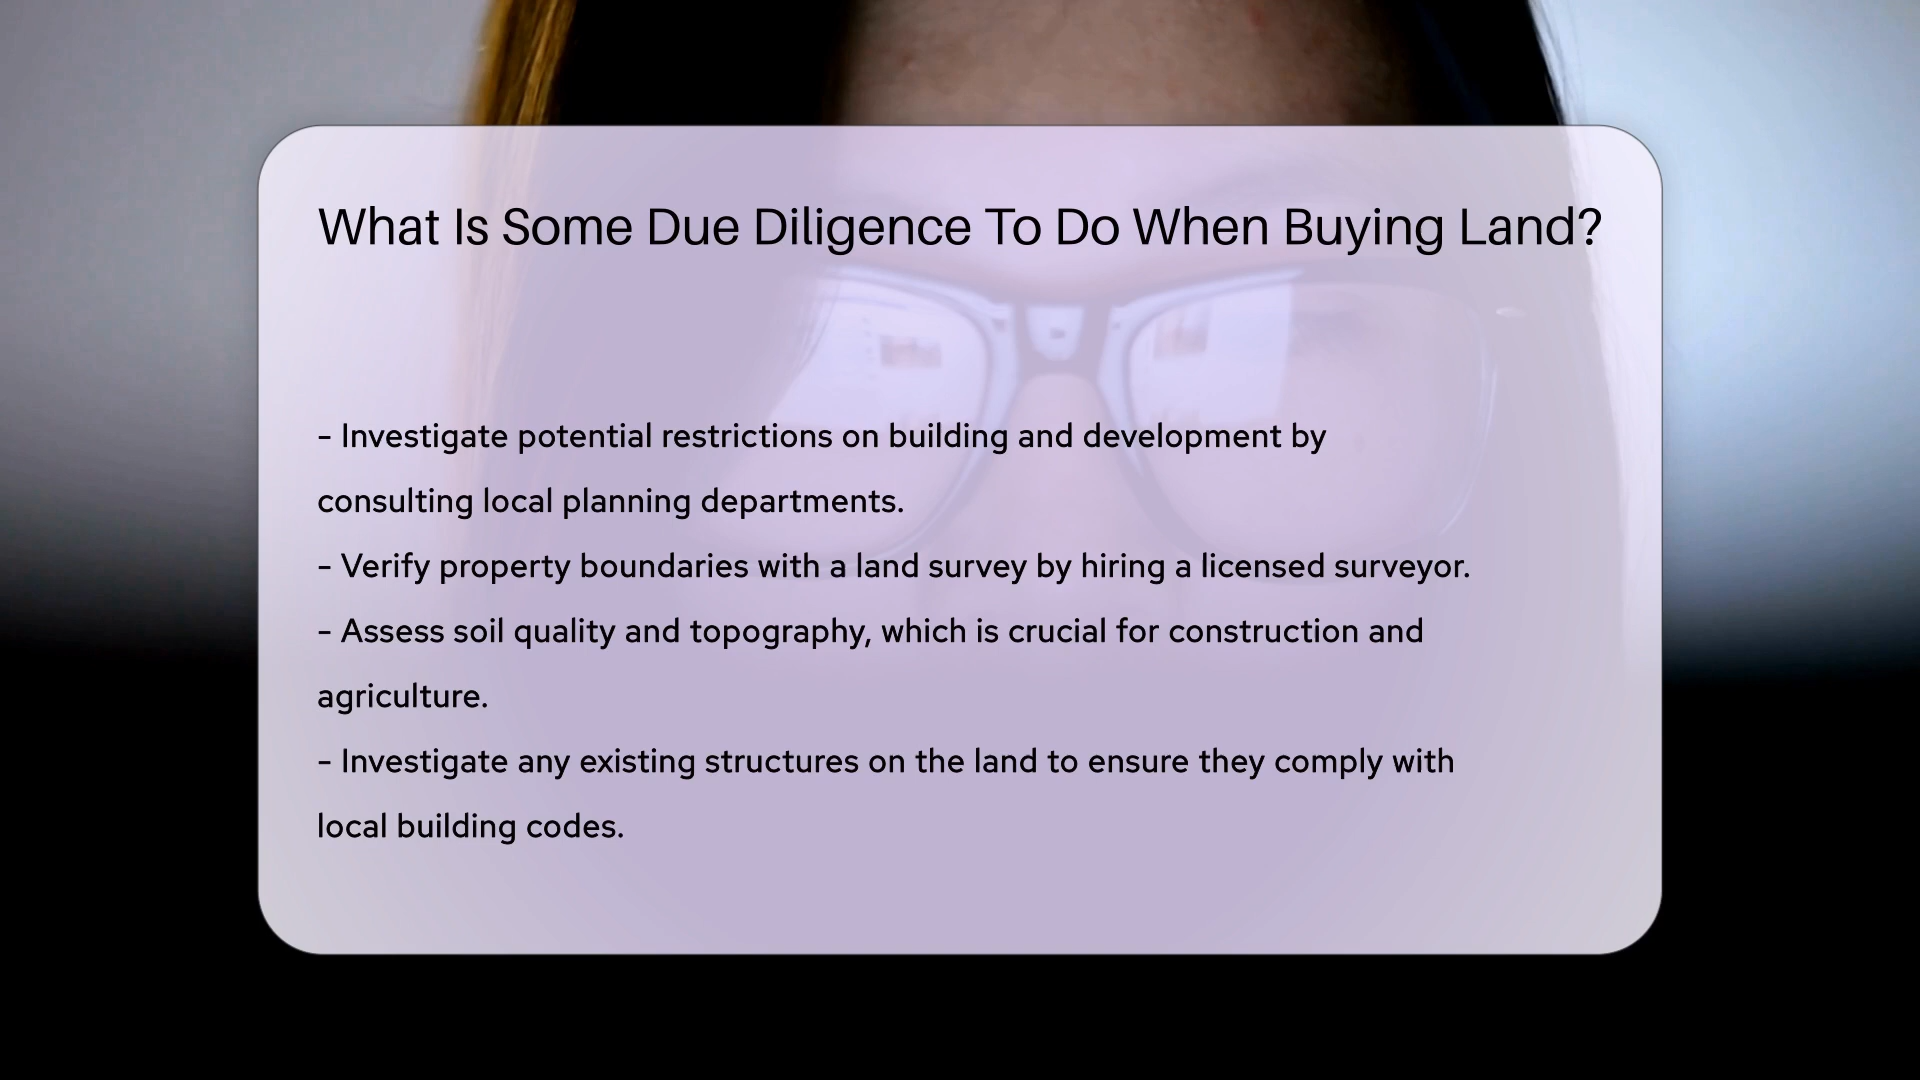 What Is Some Due Diligence To Do When Buying Land?
- Investigate potential restrictions on building and development by
consulting local planning departments.
- Verify property boundaries with a land survey by hiring a licensed surveyor.
- Assess soil quality and topography, which is crucial for construction and
agriculture.
- Investigate any existing structures on the land to ensure they comply with
local building codes.